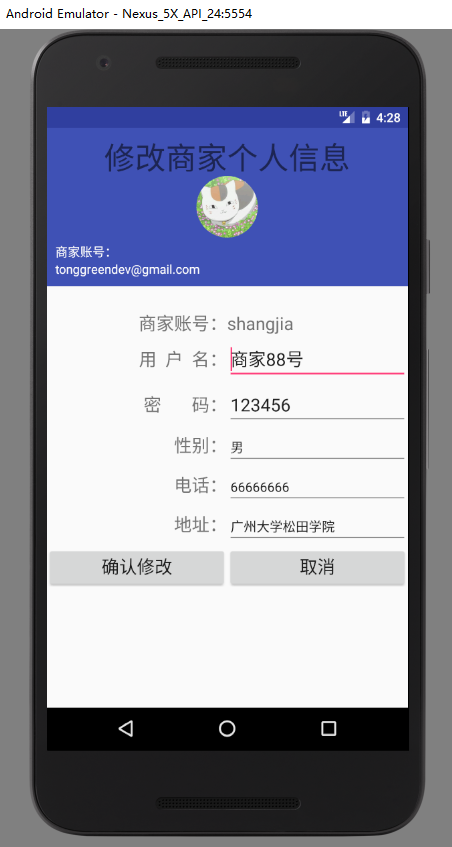 Android Emulator - Nexus_5X_API_24:5554
LTE 4:28
修改商家个人信息
商家账号：
tonggreendev@gmail.com
商家账号：shangjia
用 户 名：商家88号
密 码：123456
性别：男
电话：66666666
地址：广州大学松田学院
确认修改 取消